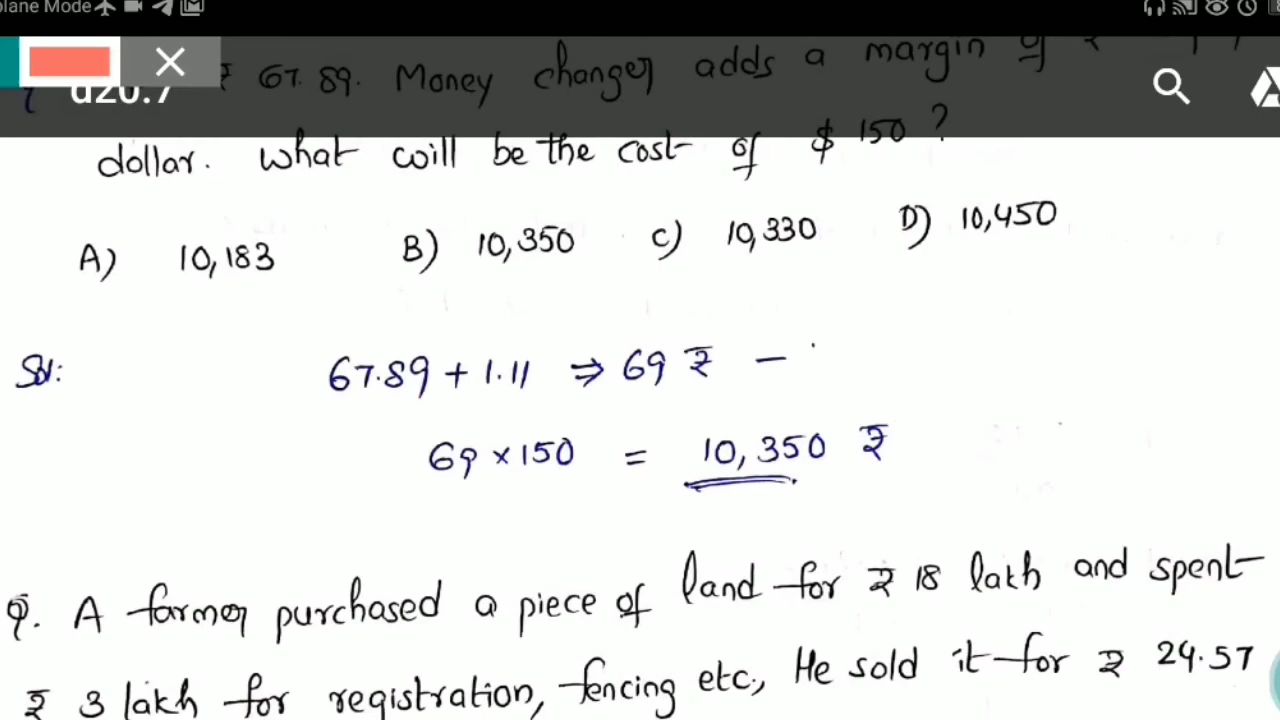 plane Mode
d20.7
₹ 67.89. Money changer adds a margin of ₹
dollar. What will be the cost of $ 150 ?
A) 10,183 B) 10,350 C) 10,330 D) 10,450
Sol:
67.89 + 1.11 ⇒ 69 ₹ —
69 × 150 = 10,350 ₹
Q. A farmer purchased a piece of land for ₹ 18 lakh and spent
₹ 3 lakh for registration, fencing etc., He sold it for ₹ 24.57